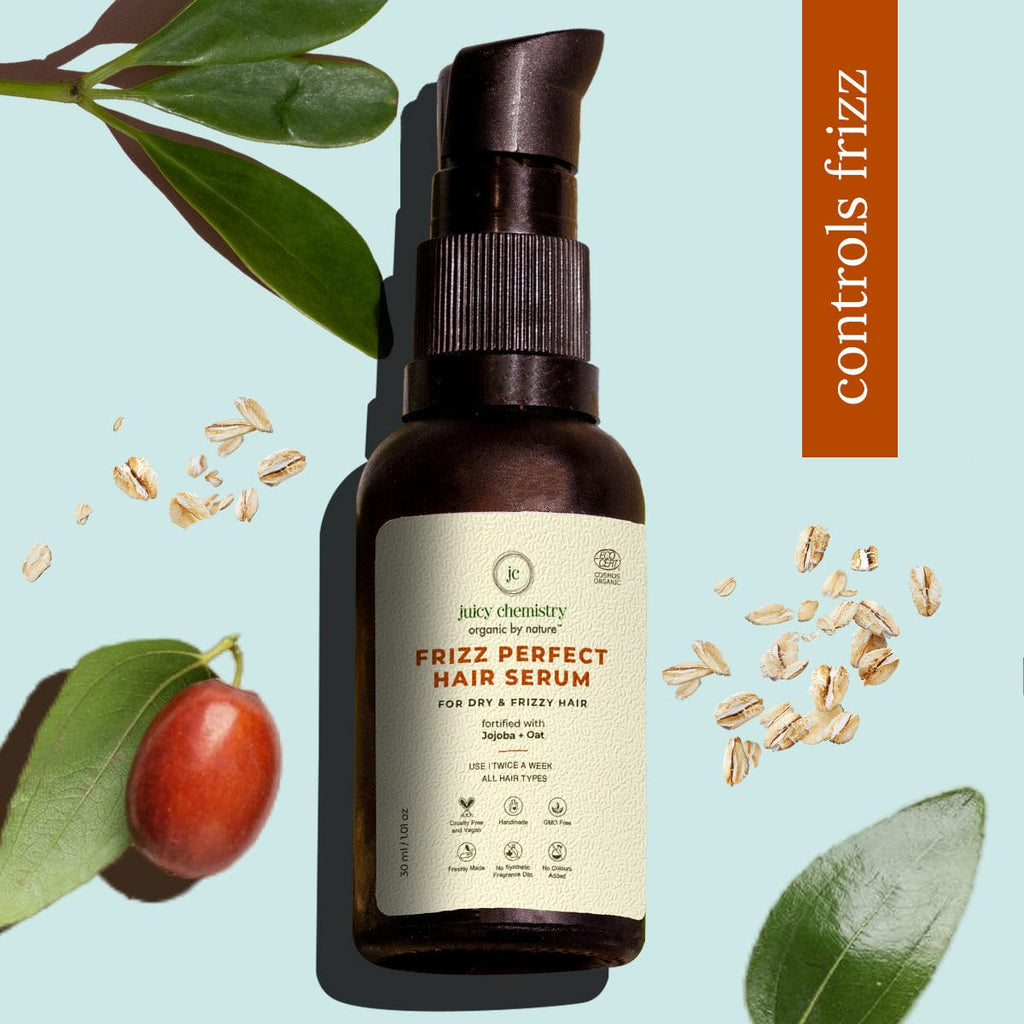 controls frizz
jc
ECO
CERT
COSMOS
ORGANIC
juicy chemistry
organic by nature™
FRIZZ PERFECT
HAIR SERUM
FOR DRY & FRIZZY HAIR
fortified with
Jojoba + Oat
USE | TWICE A WEEK
ALL HAIR TYPES
Cruelty Free
and Vegan
Handmade
GMO Free
Freshly Made
No Synthetic
Fragrance Oils
No Colours
Added
30 ml / 1.01 oz